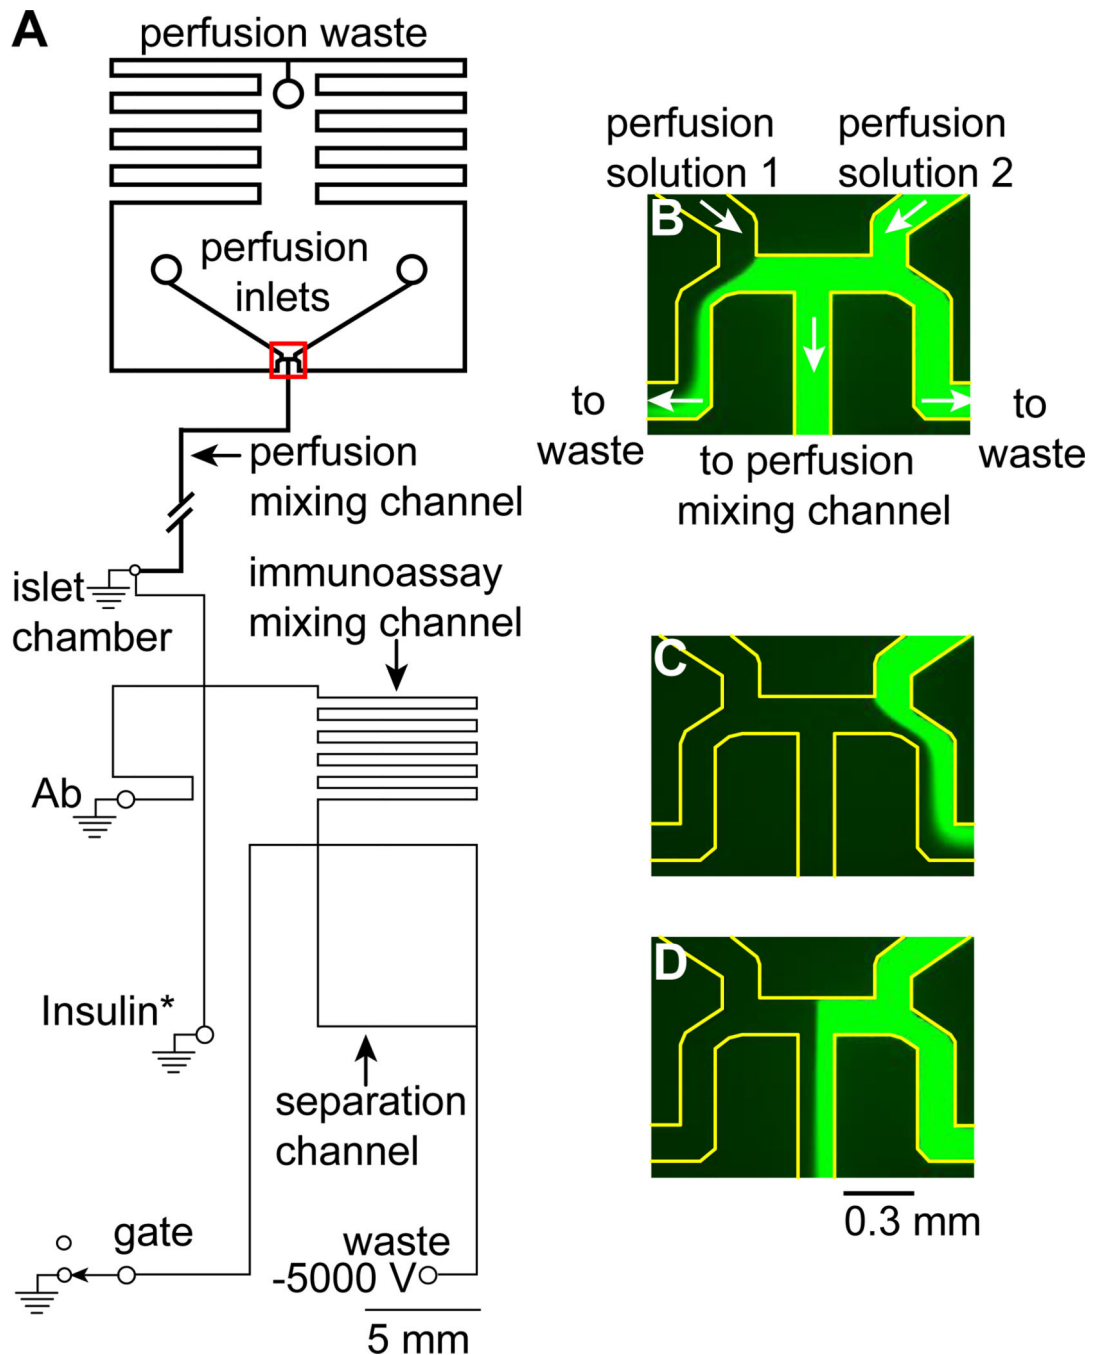 A
perfusion waste
perfusion
inlets
perfusion
mixing channel
islet
chamber
immunoassay
mixing channel
Ab
Insulin*
separation
channel
gate
waste
-5000 V
5 mm
perfusion
solution 1
perfusion
solution 2
B
to
waste
to
waste
to perfusion
mixing channel
C
D
0.3 mm